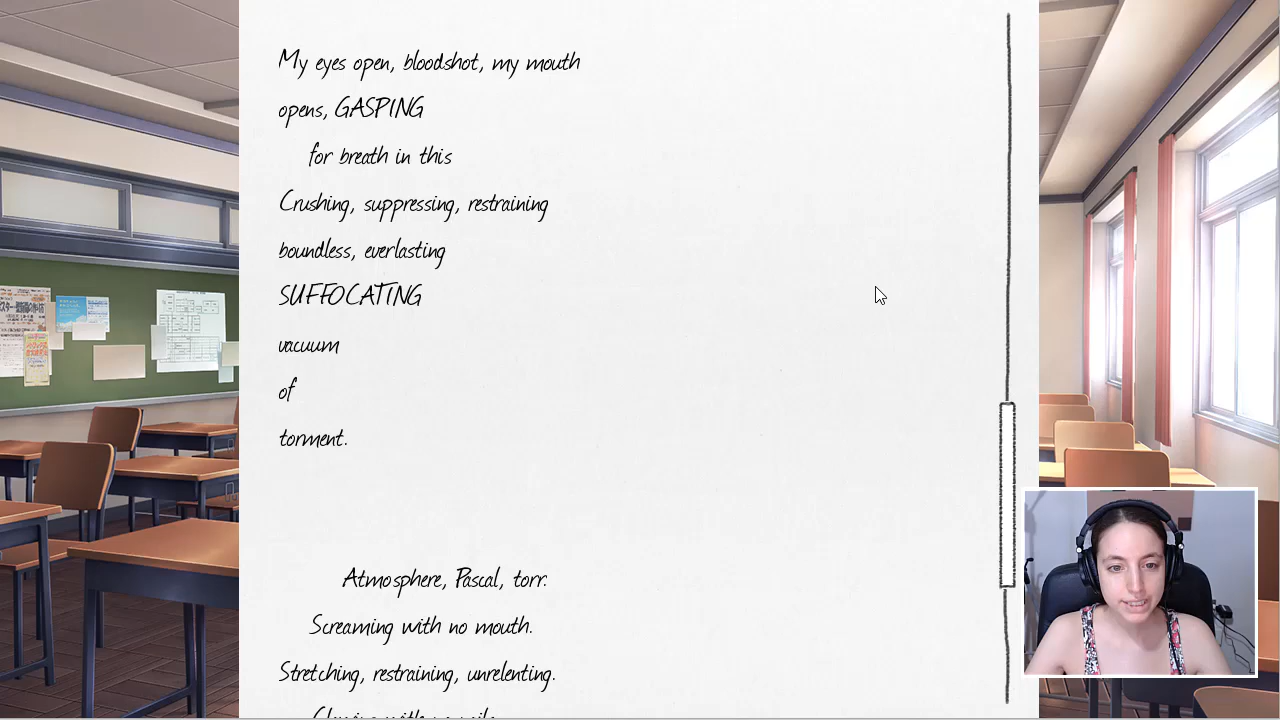 My eyes open, bloodshot, my mouth
opens, GASPING
for breath in this
Crushing, suppressing, restraining
boundless, everlasting
SUFFOCATING
vacuum
of
torment.
Atmosphere, Pascal, torr.
Screaming with no mouth.
Stretching, restraining, unrelenting.